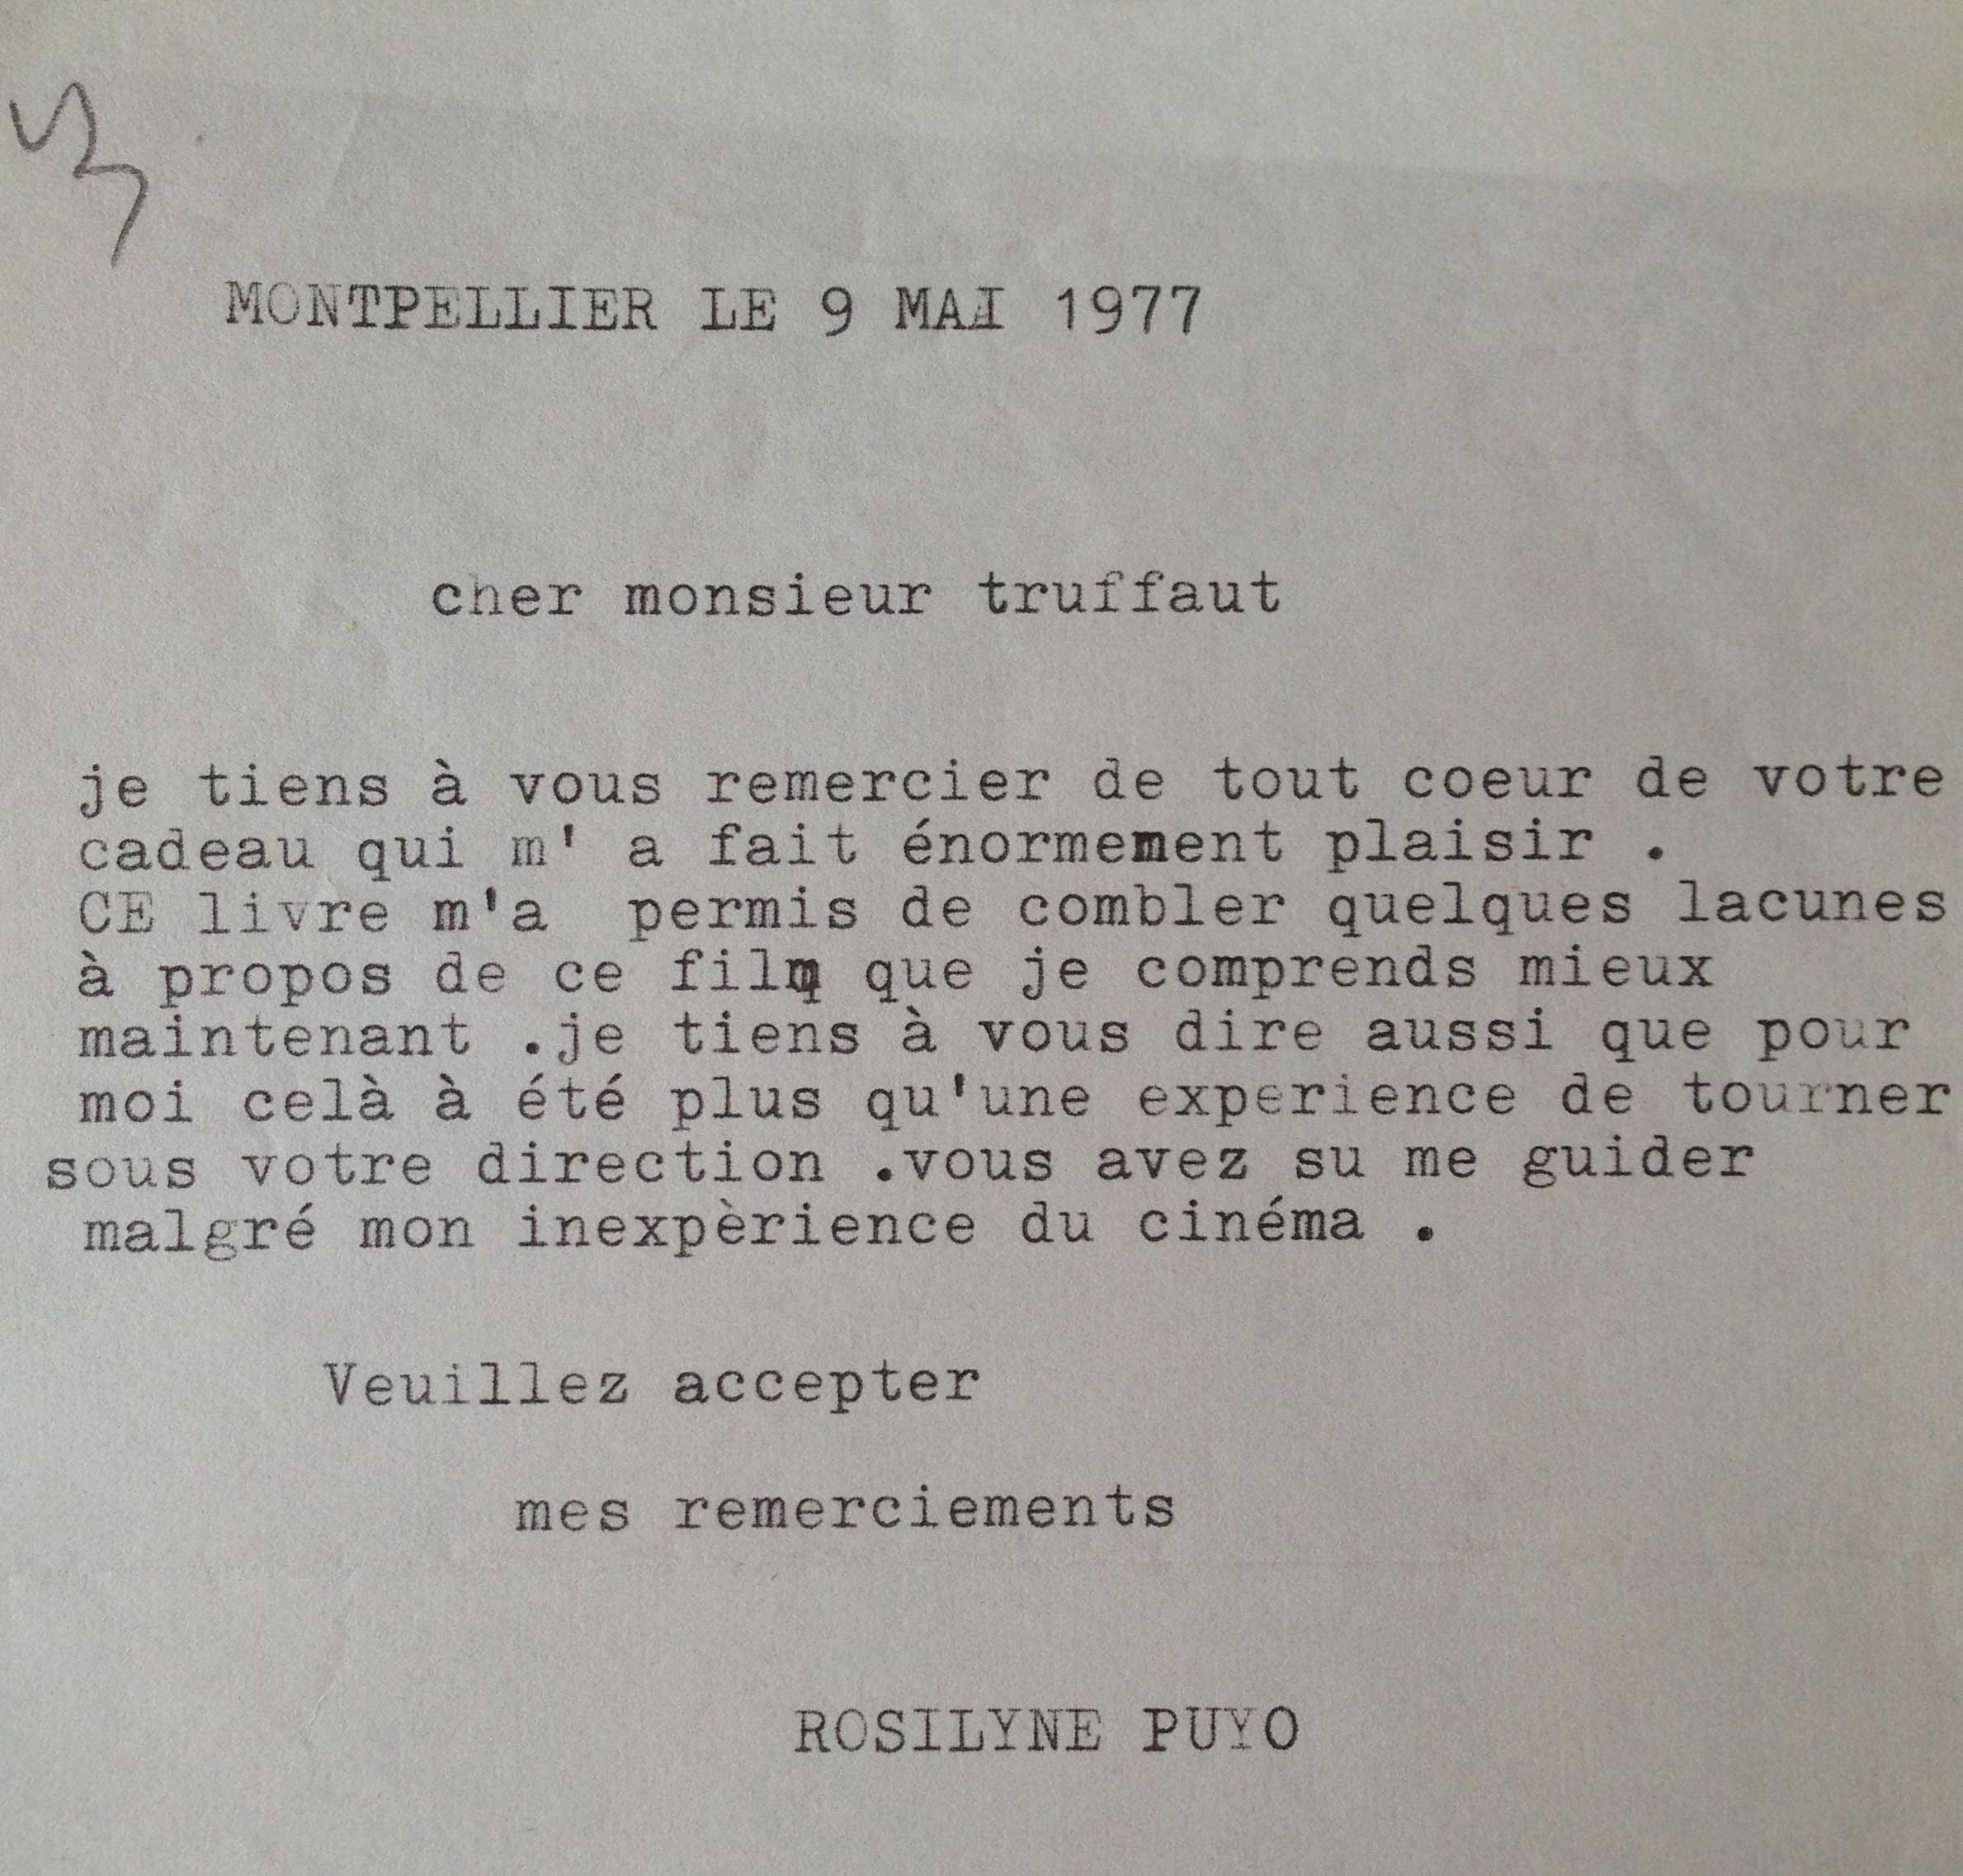 MONTPELLIER LE 9 MAI 1977
cher monsieur truffaut
je tiens à vous remercier de tout coeur de votre
cadeau qui m' a fait énormement plaisir .
CE livre m'a permis de combler quelques lacunes
à propos de ce film que je comprends mieux
maintenant .je tiens à vous dire aussi que pour
moi celà à été plus qu'une experience de tourner
sous votre direction .vous avez su me guider
malgré mon inexpèrience du cinéma .
Veuillez accepter
mes remerciements
ROSILYNE PUYO